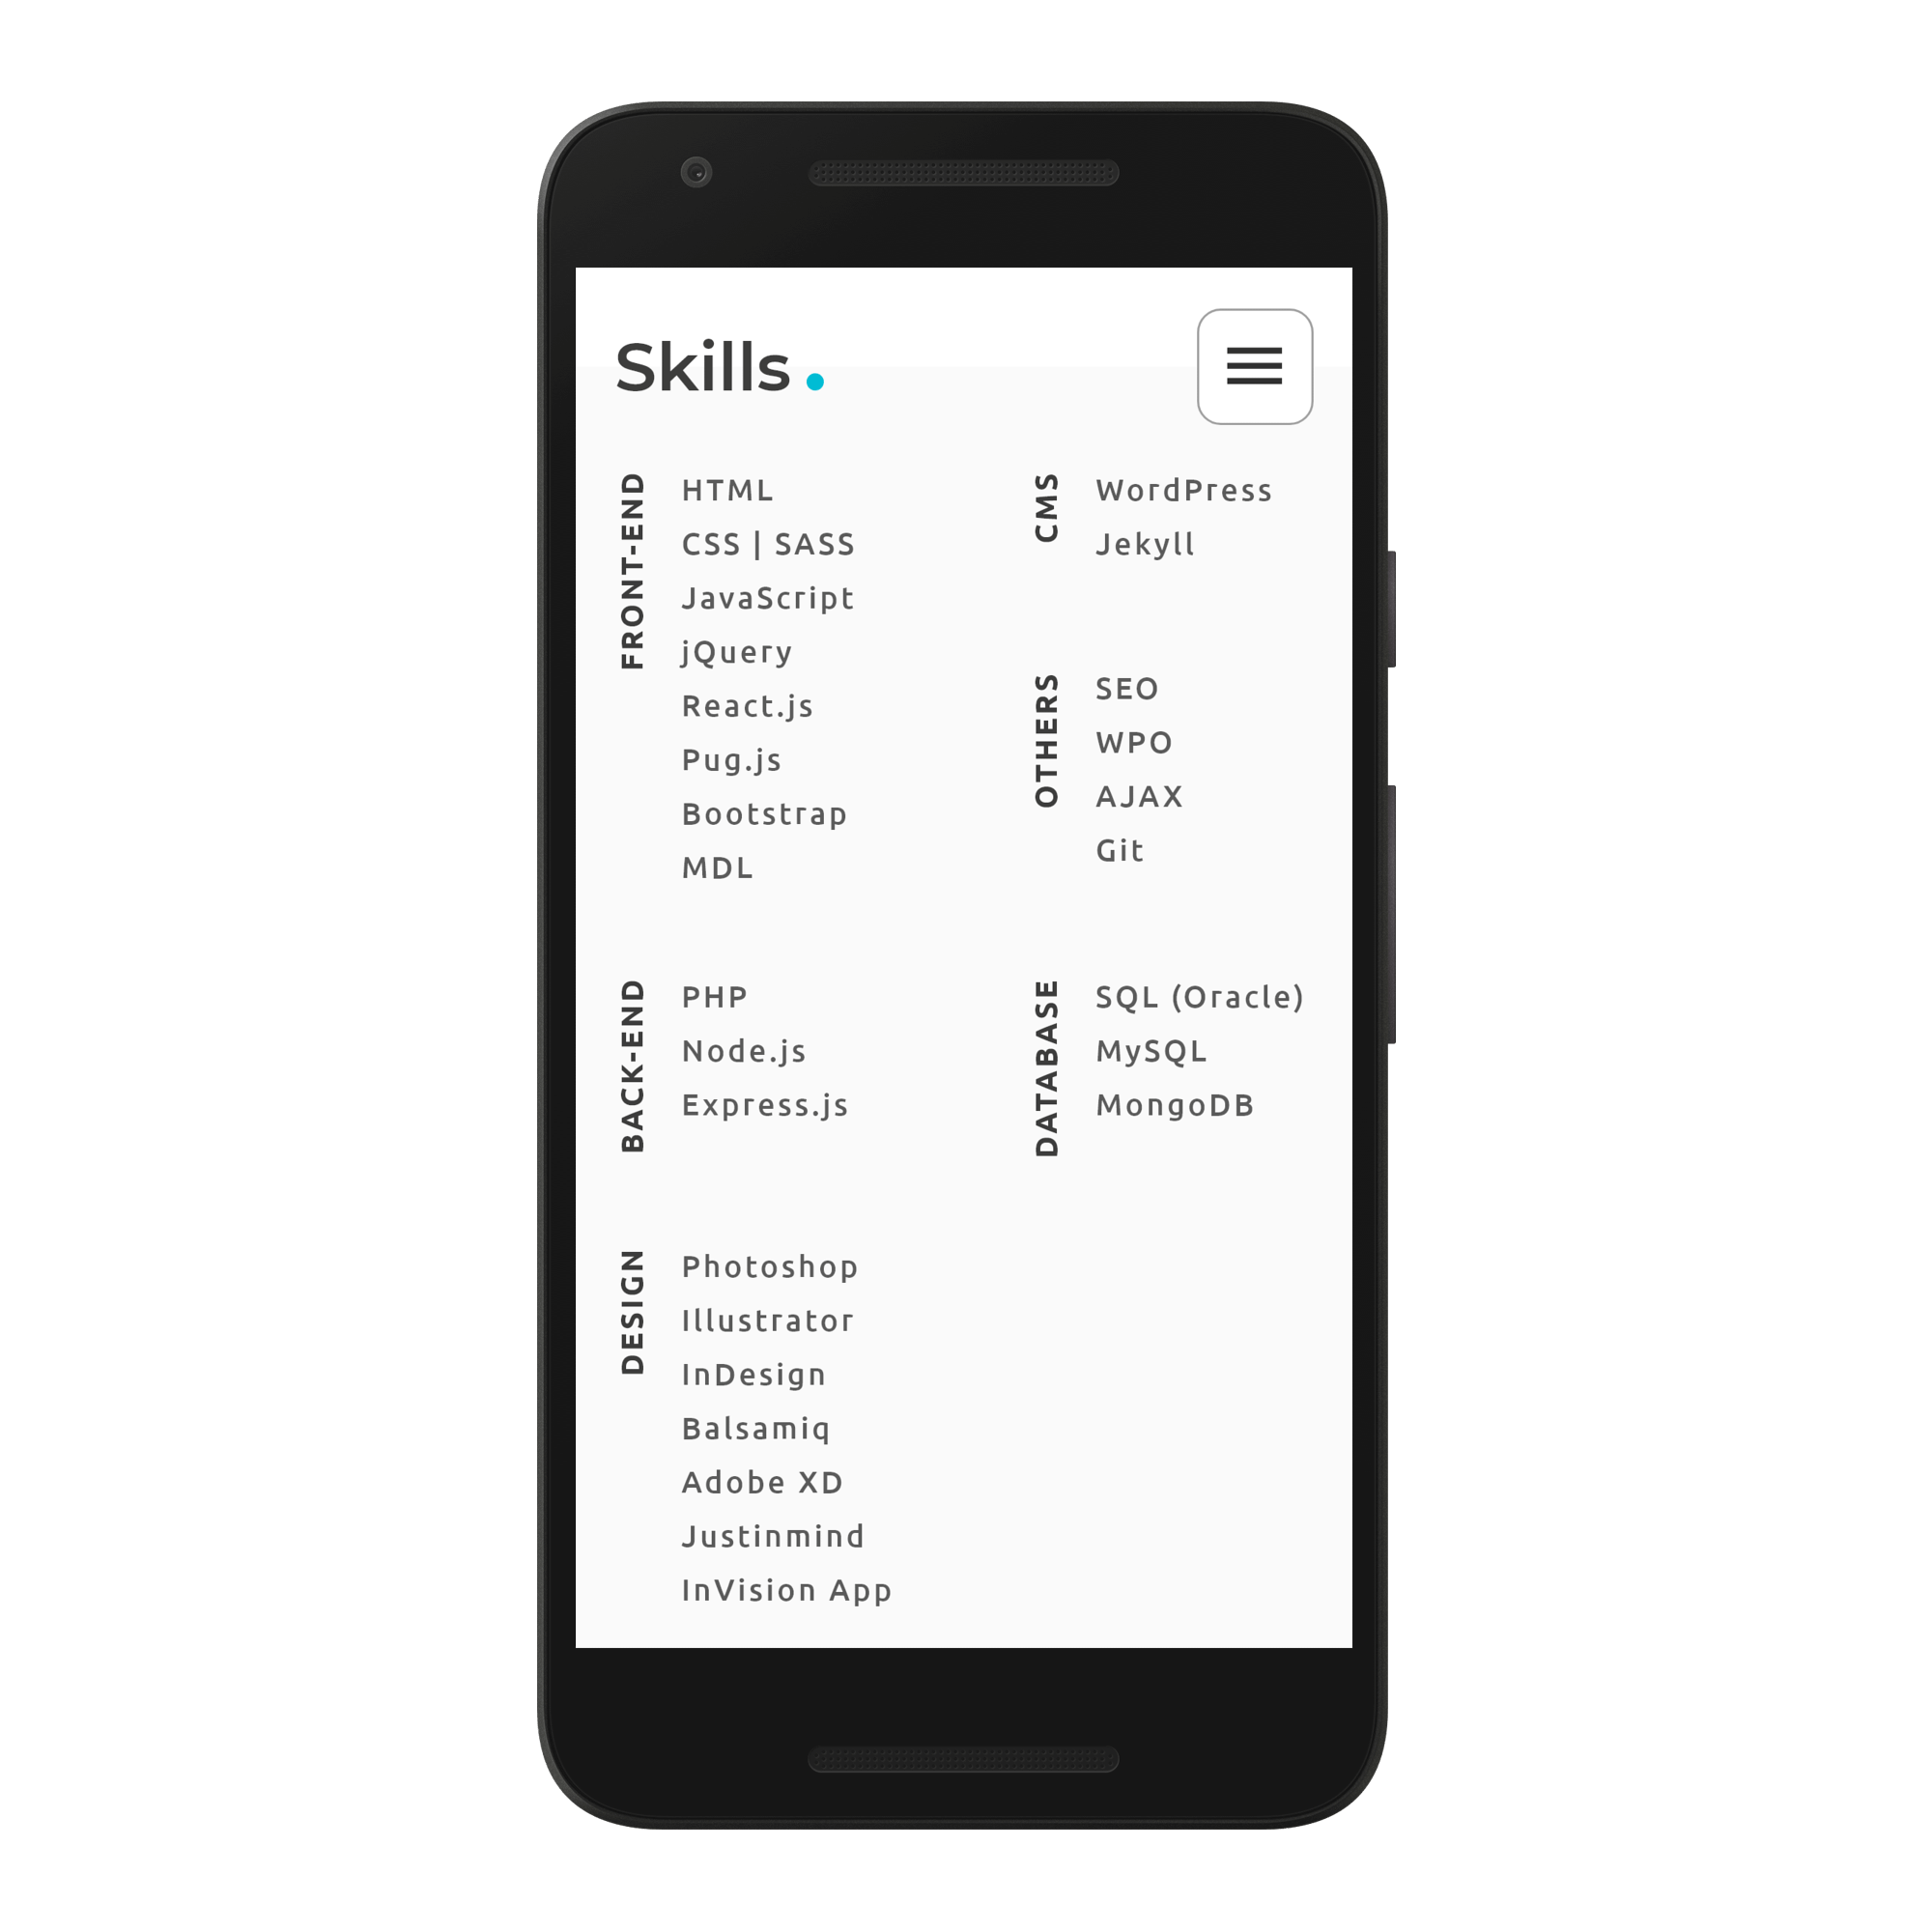 Skills .
FRONT-END
HTML
CSS | SASS
JavaScript
jQuery
React.js
Pug.js
Bootstrap
MDL
CMS
WordPress
Jekyll
OTHERS
SEO
WPO
AJAX
Git
BACK-END
PHP
Node.js
Express.js
DATABASE
SQL (Oracle)
MySQL
MongoDB
DESIGN
Photoshop
Illustrator
InDesign
Balsamiq
Adobe XD
Justinmind
InVision App